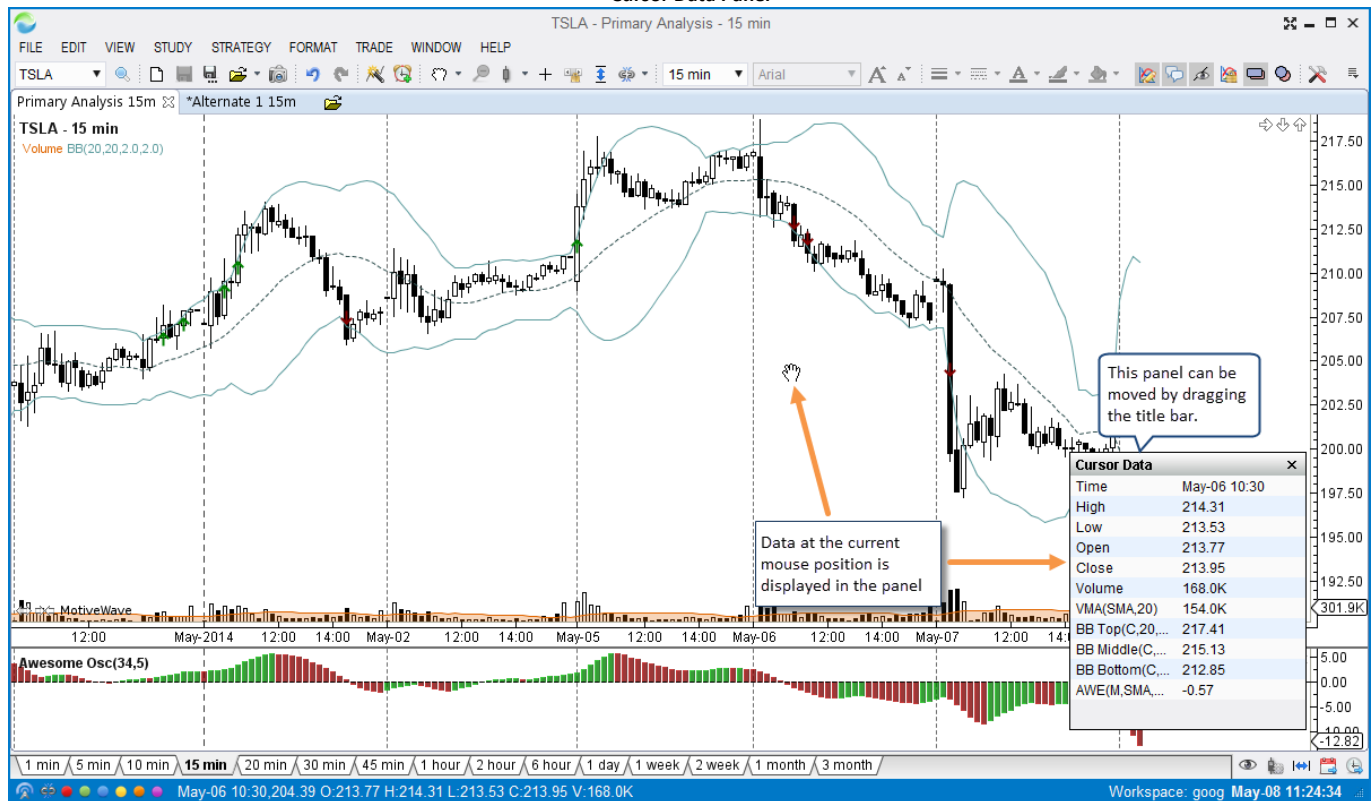 Cursor Data Panel
TSLA - Primary Analysis - 15 min
FILE EDIT VIEW STUDY STRATEGY FORMAT TRADE WINDOW HELP
TSLA 15 min Arial
Primary Analysis 15m *Alternate 1 15m
TSLA - 15 min
Volume BB(20,20,2.0,2.0)
217.50
215.00
212.50
210.00
207.50
205.00
202.50
200.00
197.50
195.00
192.50
301.9K
This panel can be
moved by dragging
the title bar.
Data at the current
mouse position is
displayed in the panel
Cursor Data
Time May-06 10:30
High 214.31
Low 213.53
Open 213.77
Close 213.95
Volume 168.0K
VMA(SMA,20) 154.0K
BB Top(C,20,... 217.41
BB Middle(C,... 215.13
BB Bottom(C,... 212.85
AWE(M,SMA,... -0.57
MotiveWave
12:00 May-2014 12:00 14:00 May-02 12:00 14:00 May-05 12:00 14:00 May-06 12:00 14:00 May-07 12:00
Awesome Osc(34,5)
5.00
0.00
-5.00
-12.82
1 min 5 min 10 min 15 min 20 min 30 min 45 min 1 hour 2 hour 6 hour 1 day 1 week 2 week 1 month 3 month
May-06 10:30,204.39 O:213.77 H:214.31 L:213.53 C:213.95 V:168.0K Workspace: goog May-08 11:24:34